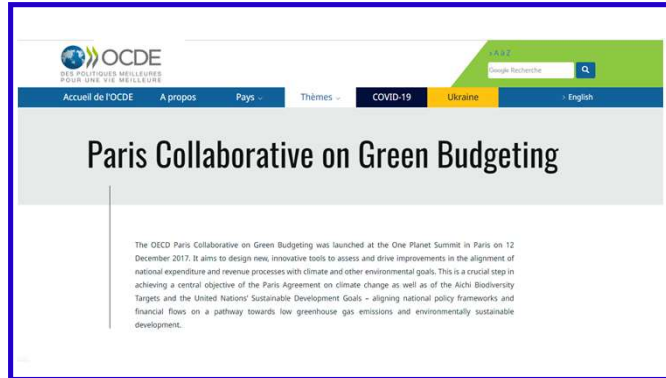 OCDE
DES POLITIQUES MEILLEURES
POUR UNE VIE MEILLEURE
› A à Z
Google Recherche
Accueil de l'OCDE A propos Pays Thèmes COVID-19 Ukraine › English
Paris Collaborative on Green Budgeting
The OECD Paris Collaborative on Green Budgeting was launched at the One Planet Summit in Paris on 12
December 2017. It aims to design new, innovative tools to assess and drive improvements in the alignment of
national expenditure and revenue processes with climate and other environmental goals. This is a crucial step in
achieving a central objective of the Paris Agreement on climate change as well as of the Aichi Biodiversity
Targets and the United Nations' Sustainable Development Goals – aligning national policy frameworks and
financial flows on a pathway towards low greenhouse gas emissions and environmentally sustainable
development.